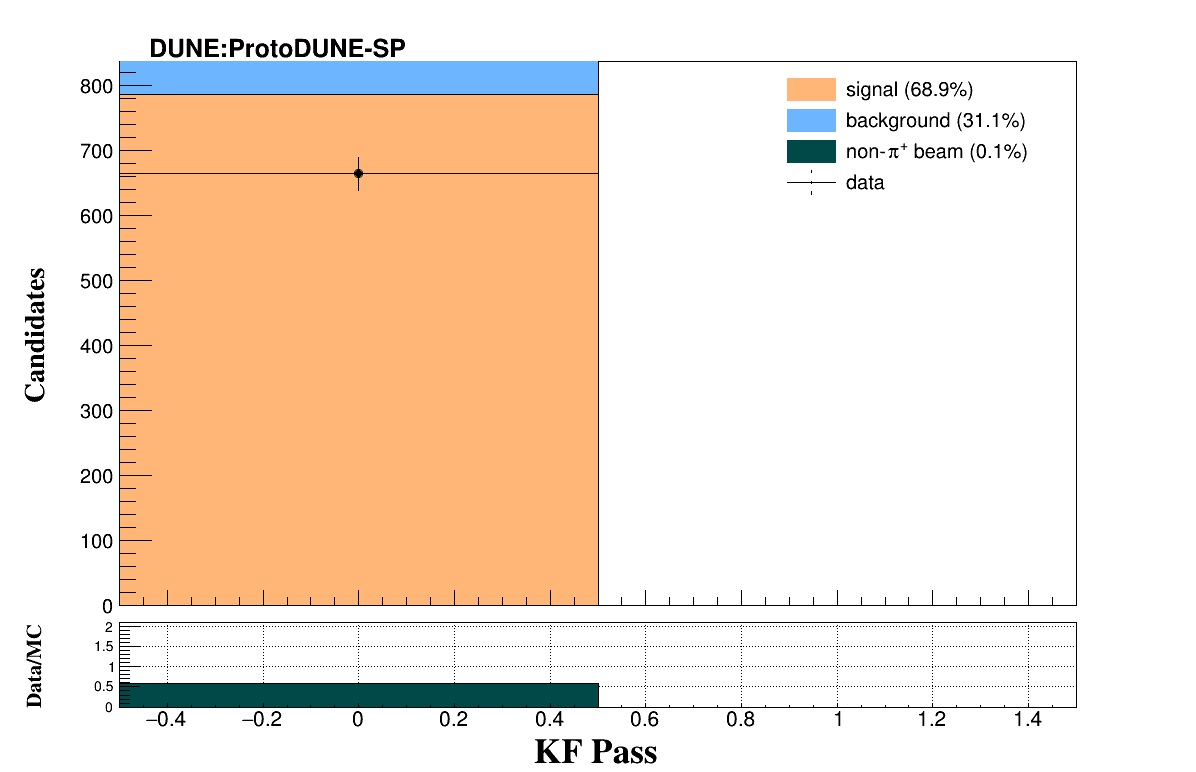 DUNE:ProtoDUNE-SP
signal (68.9%)
background (31.1%)
non-π⁺ beam (0.1%)
data
Candidates
800
700
600
500
400
300
200
100
0
Data/MC
2
1.5
1
0.5
0
−0.4 −0.2 0 0.2 0.4 0.6 0.8 1 1.2 1.4
KF Pass